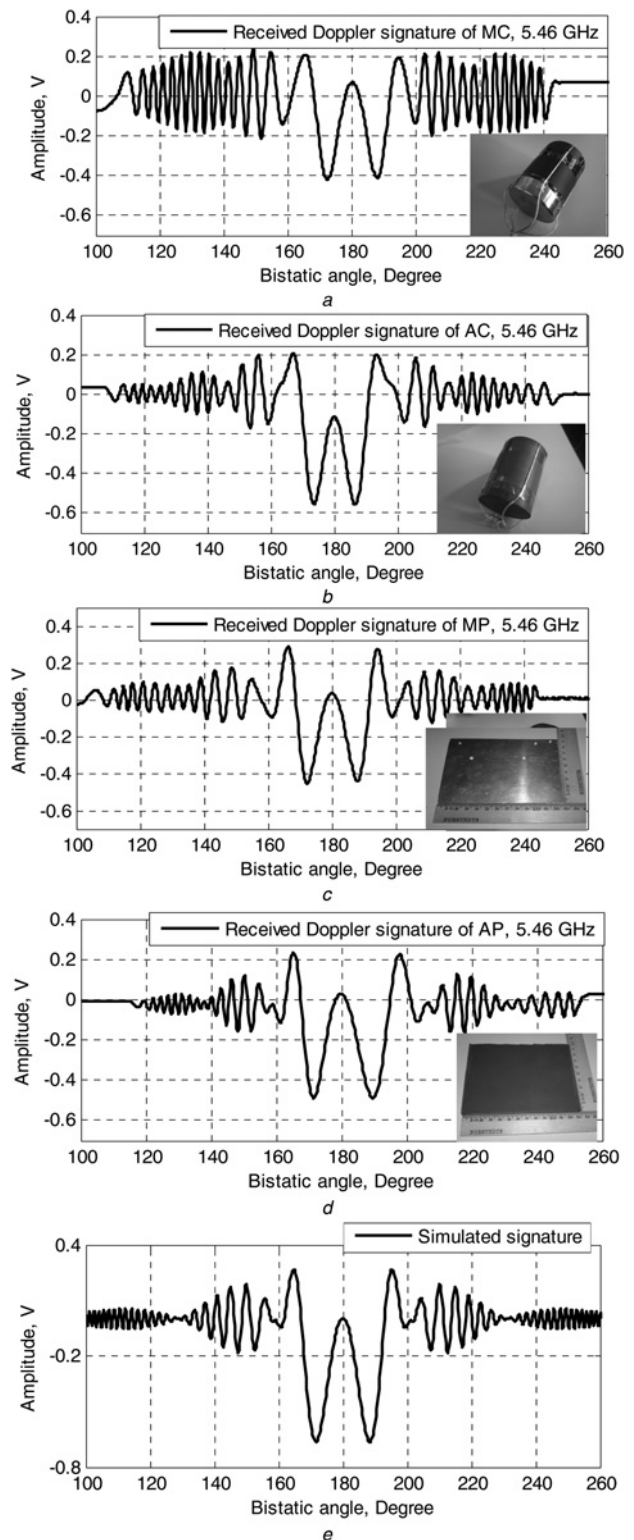 Received Doppler signature of MC, 5.46 GHz
0.4
0.2
0
-0.2
-0.4
-0.6
Amplitude, V
100 120 140 160 180 200 220 240 260
Bistatic angle, Degree
a
Received Doppler signature of AC, 5.46 GHz
0.4
0.2
0
-0.2
-0.4
-0.6
Amplitude, V
100 120 140 160 180 200 220 240 260
Bistatic angle, Degree
b
Received Doppler signature of MP, 5.46 GHz
0.4
0.2
0
-0.2
-0.4
-0.6
Amplitude, V
100 120 140 160 180 200 220 240 260
Bistatic angle, Degree
c
Received Doppler signature of AP, 5.46 GHz
0.4
0.2
0
-0.2
-0.4
-0.6
Amplitude, V
100 120 140 160 180 200 220 240 260
Bistatic angle, Degree
d
Simulated signature
0.4
-0.2
-0.8
Amplitude, V
100 120 140 160 180 200 220 240 260
Bistatic angle, Degree
e